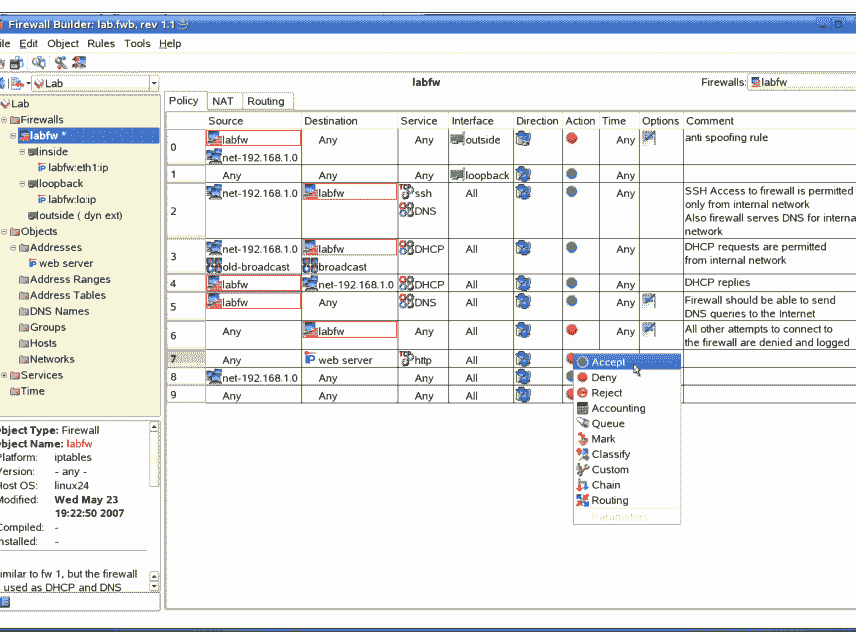 Firewall Builder: lab.fwb, rev 1.1
ile Edit Object Rules Tools Help
Lab labfw Firewalls: labfw
Lab
Firewalls
labfw *
inside
labfw:eth1:ip
loopback
labfw:lo:ip
outside ( dyn ext)
Objects
Addresses
web server
Address Ranges
Address Tables
DNS Names
Groups
Hosts
Networks
Services
Time
bject Type: Firewall
bject Name: labfw
latform: iptables
ersion: - any -
ost OS: linux24
odified: Wed May 23
19:22:50 2007
ompiled: -
nstalled: -
imilar to fw 1, but the firewall
used as DHCP and DNS
Policy NAT Routing
Source Destination Service Interface Direction Action Time Options Comment
0 labfw Any Any outside Any anti spoofing rule
net-192.168.1.0
1 Any Any Any loopback Any
2 net-192.168.1.0 labfw TCP ssh All Any SSH Access to firewall is permitted
only from internal network
DNS Also firewall serves DNS for interna
network
3 net-192.168.1.0 labfw DHCP All Any DHCP requests are permitted
from internal network
old-broadcast broadcast
4 labfw net-192.168.1.0 DHCP All Any DHCP replies
5 labfw Any DNS All Any Firewall should be able to send
DNS queries to the Internet
6 Any labfw Any All Any All other attempts to connect to
the firewall are denied and logged
7 Any web server TCP http All
8 net-192.168.1.0 Any Any All
9 Any Any Any All
Accept
Deny
Reject
Accounting
Queue
Mark
Classify
Custom
Chain
Routing
Parameters